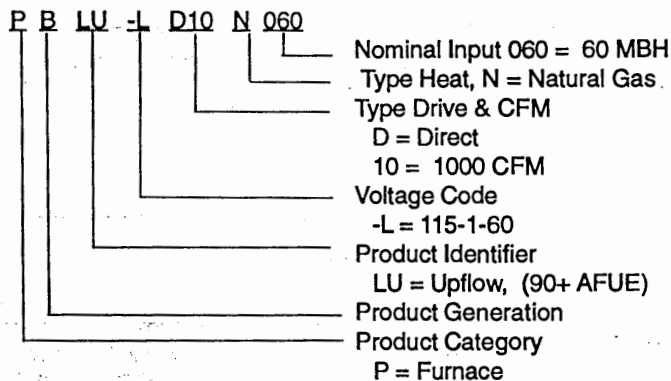 P B LU -L D10 N 060
Nominal Input 060 = 60 MBH
Type Heat, N = Natural Gas
Type Drive & CFM
D = Direct
10 = 1000 CFM
Voltage Code
-L = 115-1-60
Product Identifier
LU = Upflow, (90+ AFUE)
Product Generation
Product Category
P = Furnace